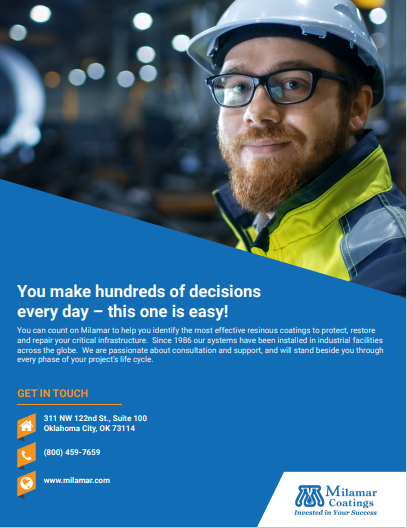 You make hundreds of decisions
every day – this one is easy!
You can count on Milamar to help you identify the most effective resinous coatings to protect, restore
and repair your critical infrastructure.  Since 1986 our systems have been installed in industrial facilities
across the globe.  We are passionate about consultation and support, and will stand beside you through
every phase of your project's life cycle.
GET IN TOUCH
311 NW 122nd St., Suite 100
Oklahoma City, OK 73114
(800) 459-7659
www.milamar.com
Milamar
Coatings
Invested in Your Success